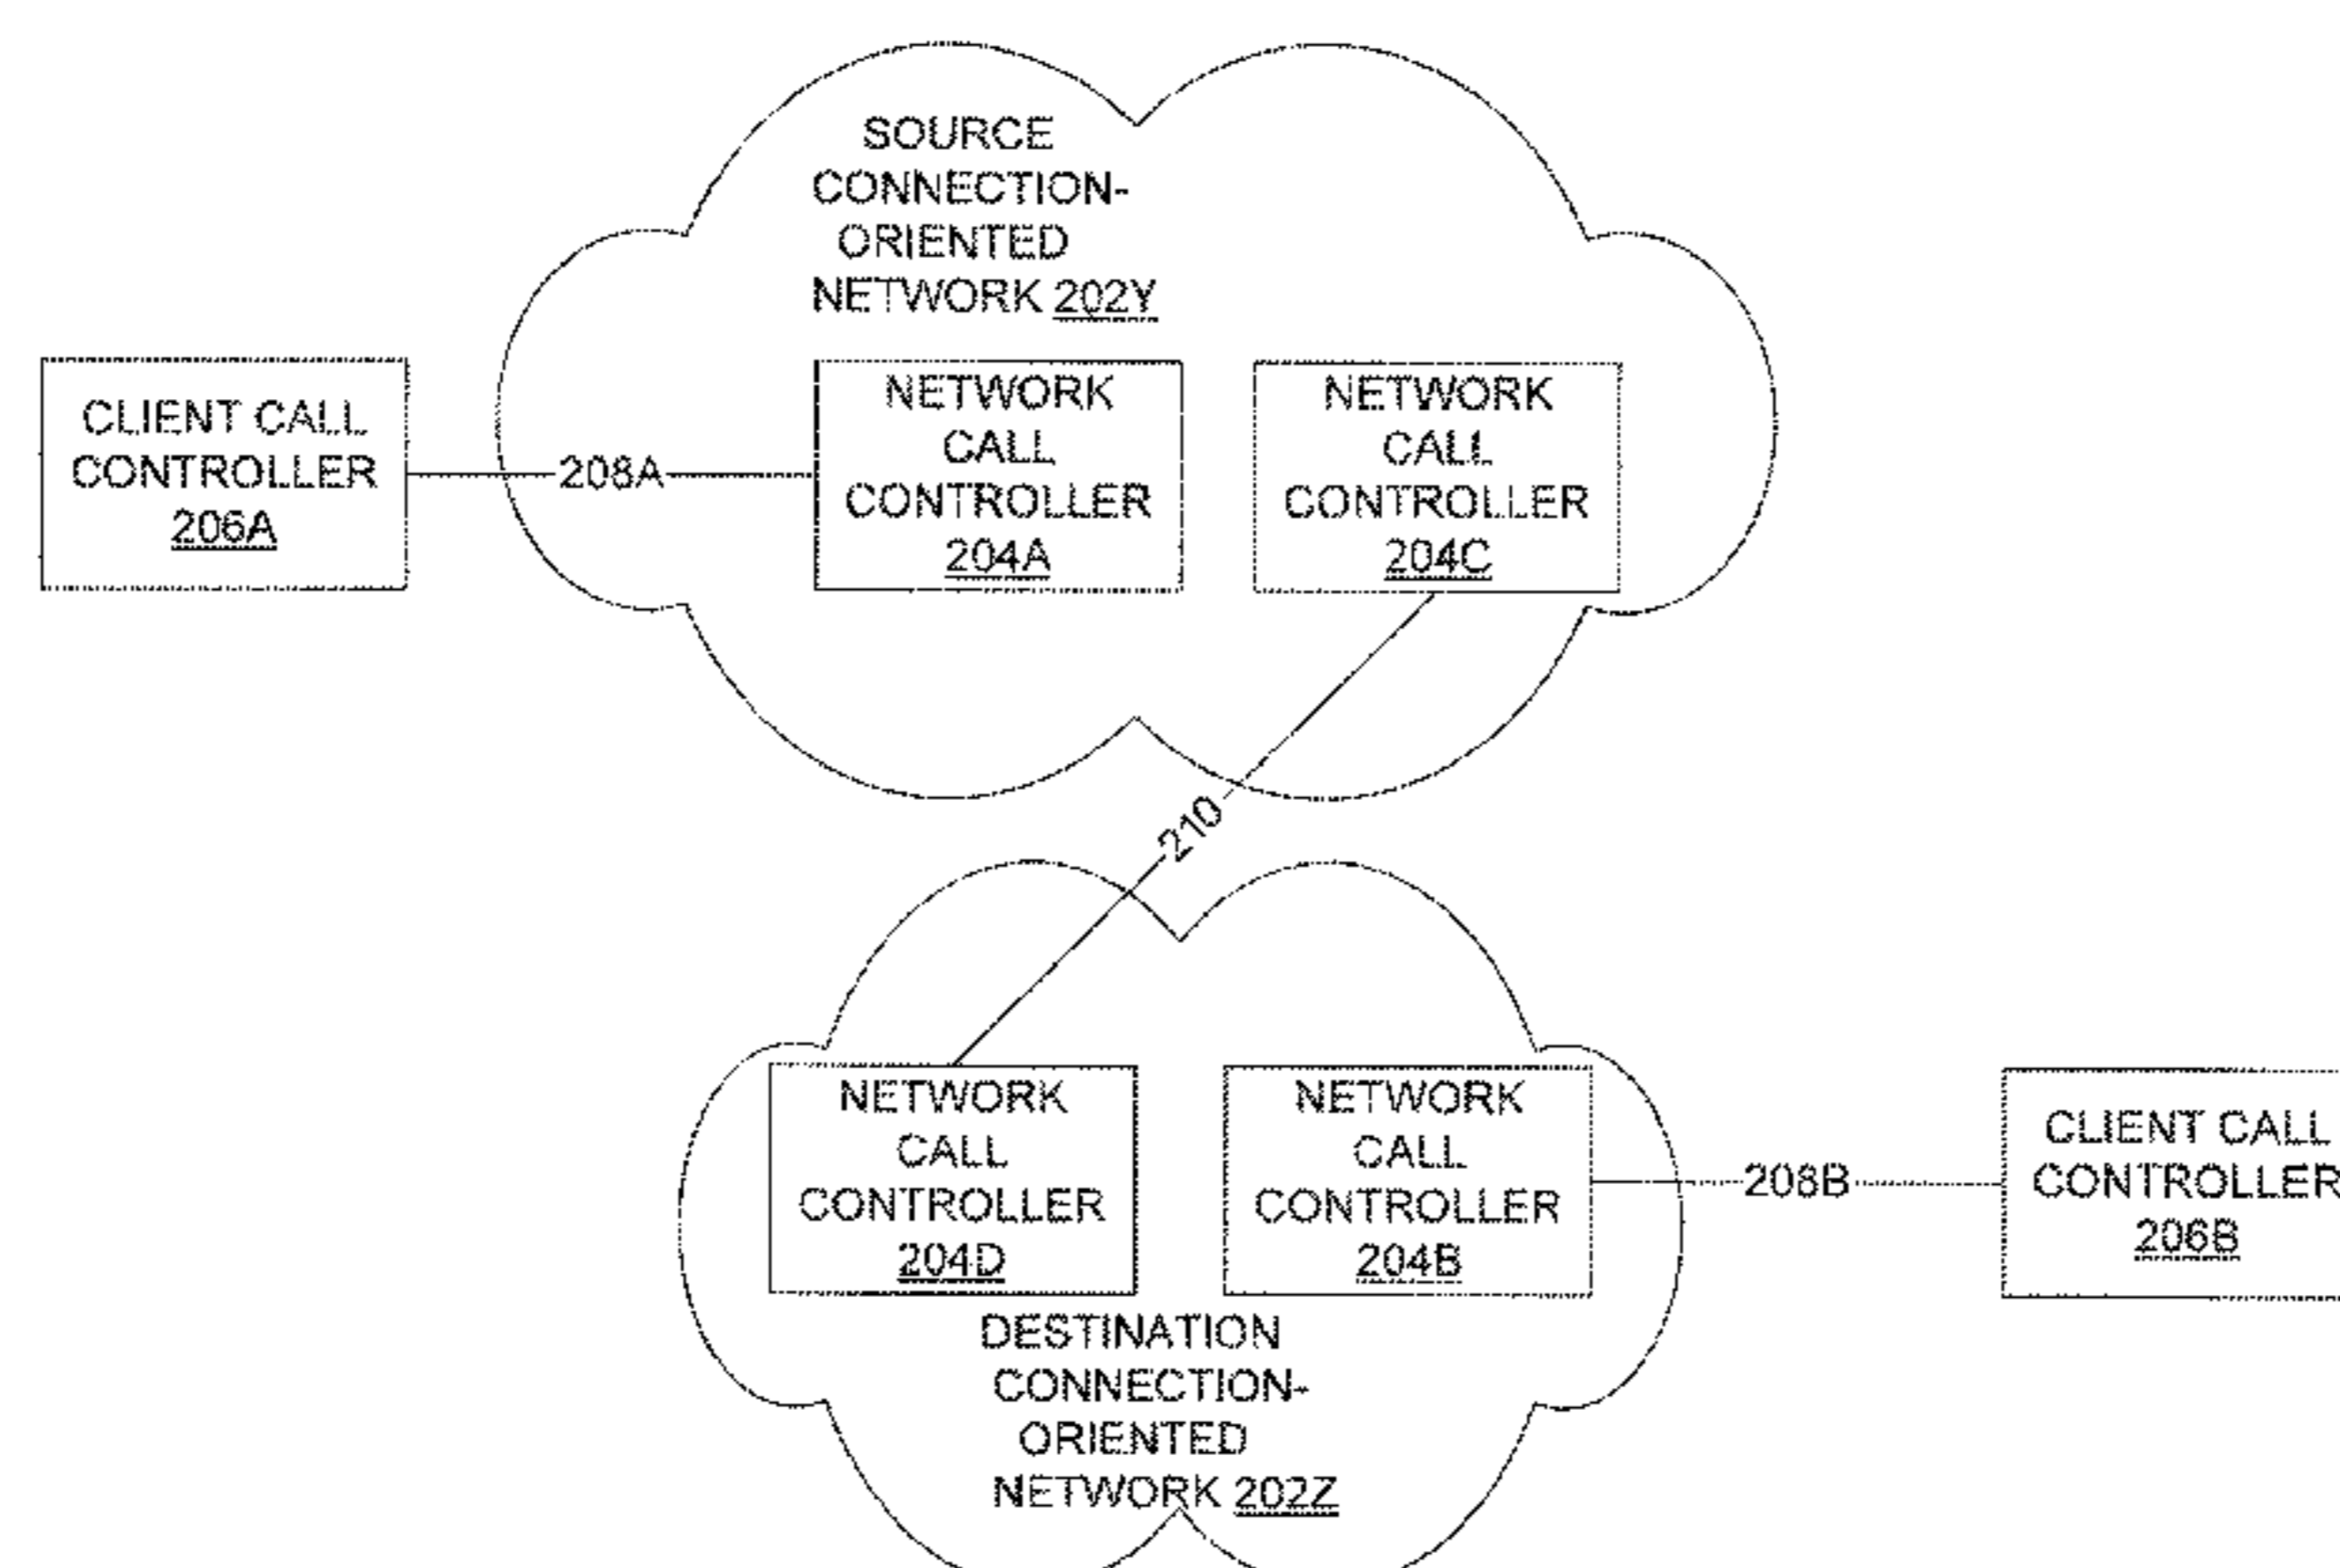 SOURCE
CONNECTION-
ORIENTED
NETWORK 202Y
CLIENT CALL
CONTROLLER
206A
208A
NETWORK
CALL
CONTROLLER
204A
NETWORK
CALL
CONTROLLER
204C
210
NETWORK
CALL
CONTROLLER
204D
NETWORK
CALL
CONTROLLER
204B
208B
CLIENT CALL
CONTROLLER
206B
DESTINATION
CONNECTION-
ORIENTED
NETWORK 202Z